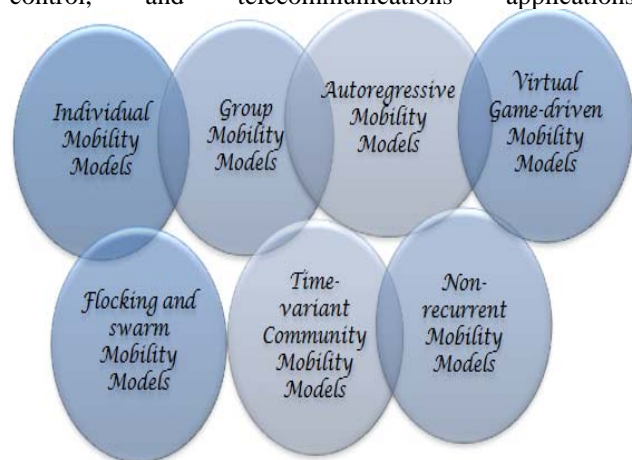 control, and telecommunications applications
Individual
Mobility
Models
Group
Mobility
Models
Autoregressive
Mobility
Models
Virtual
Game-driven
Mobility
Models
Flocking and
swarm
Mobility
Models
Time-
variant
Community
Mobility
Models
Non-
recurrent
Mobility
Models